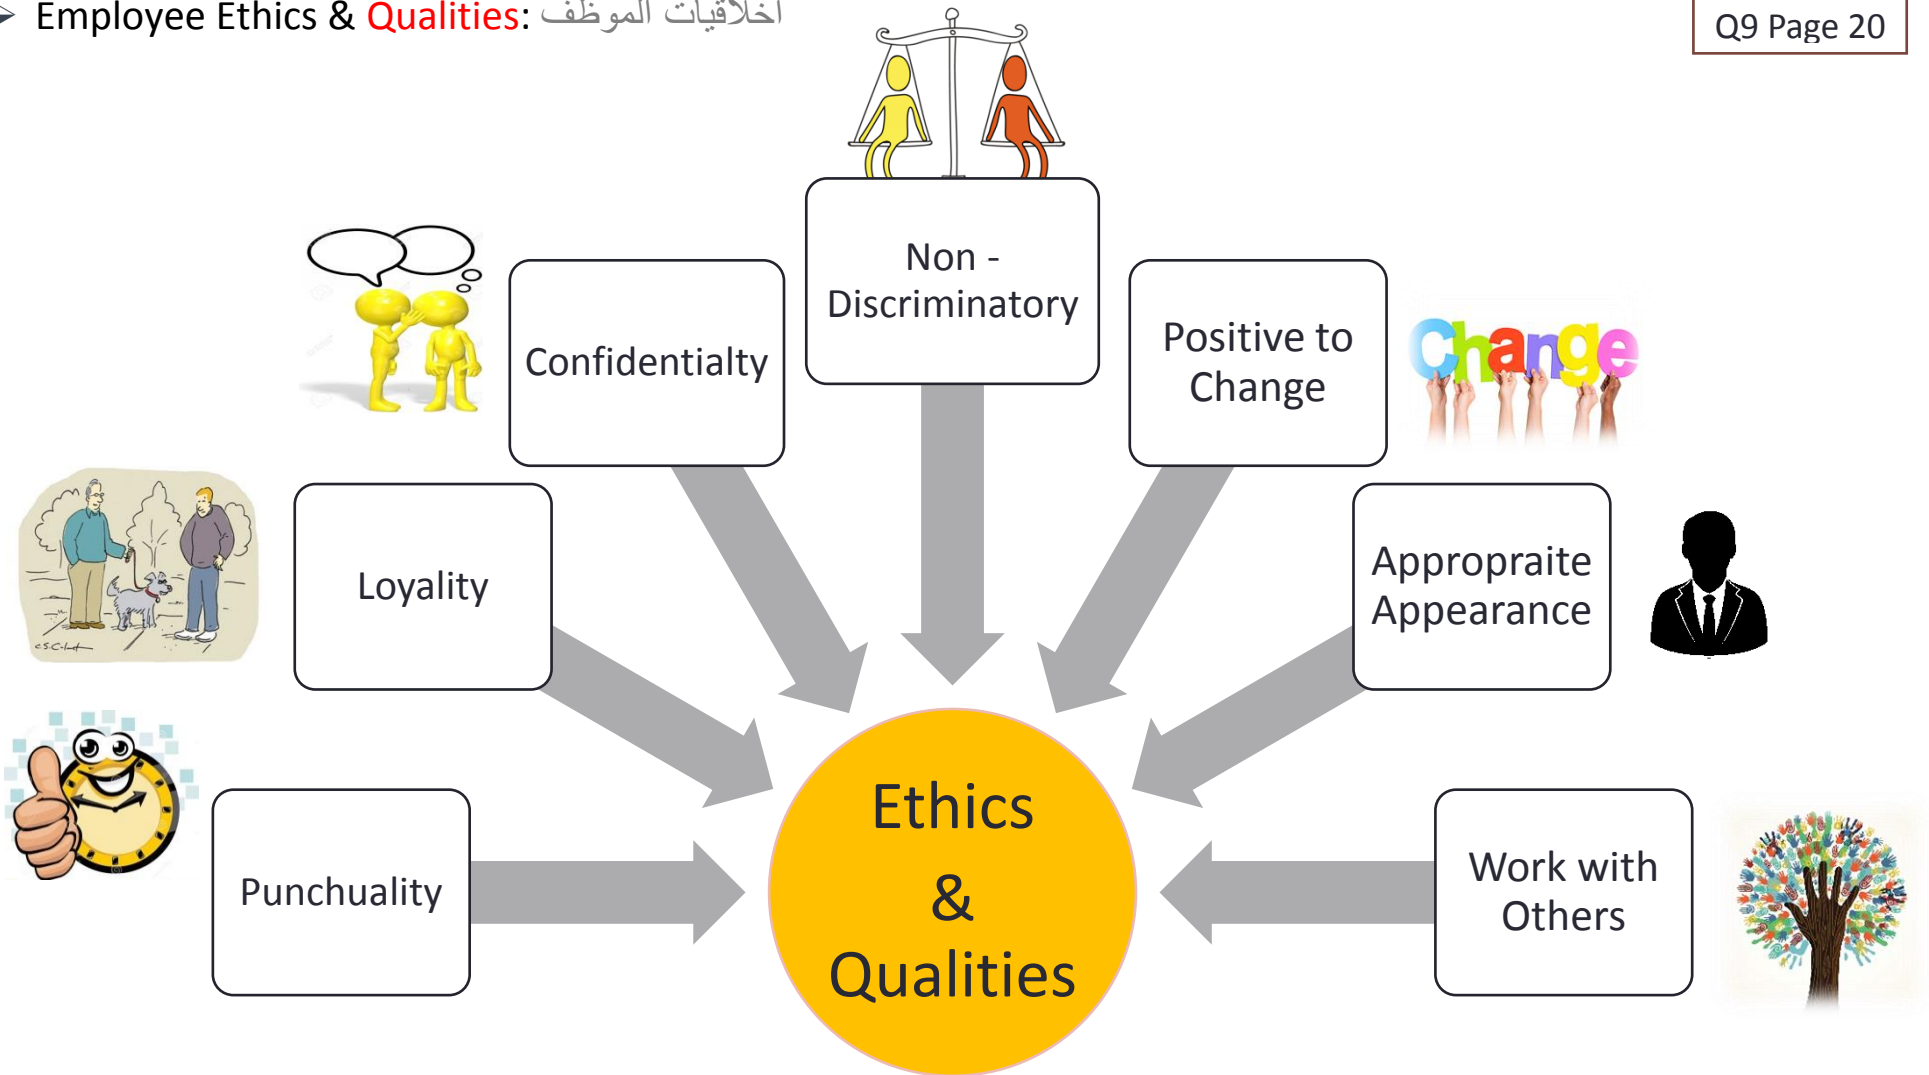 Employee Ethics & Qualities: اخلاقيات الموظف
Q9 Page 20
Non -
Discriminatory
Confidentialty
Positive to
Change
Change
Loyality
Appropraite
Appearance
Punchuality
Work with
Others
Ethics
&
Qualities